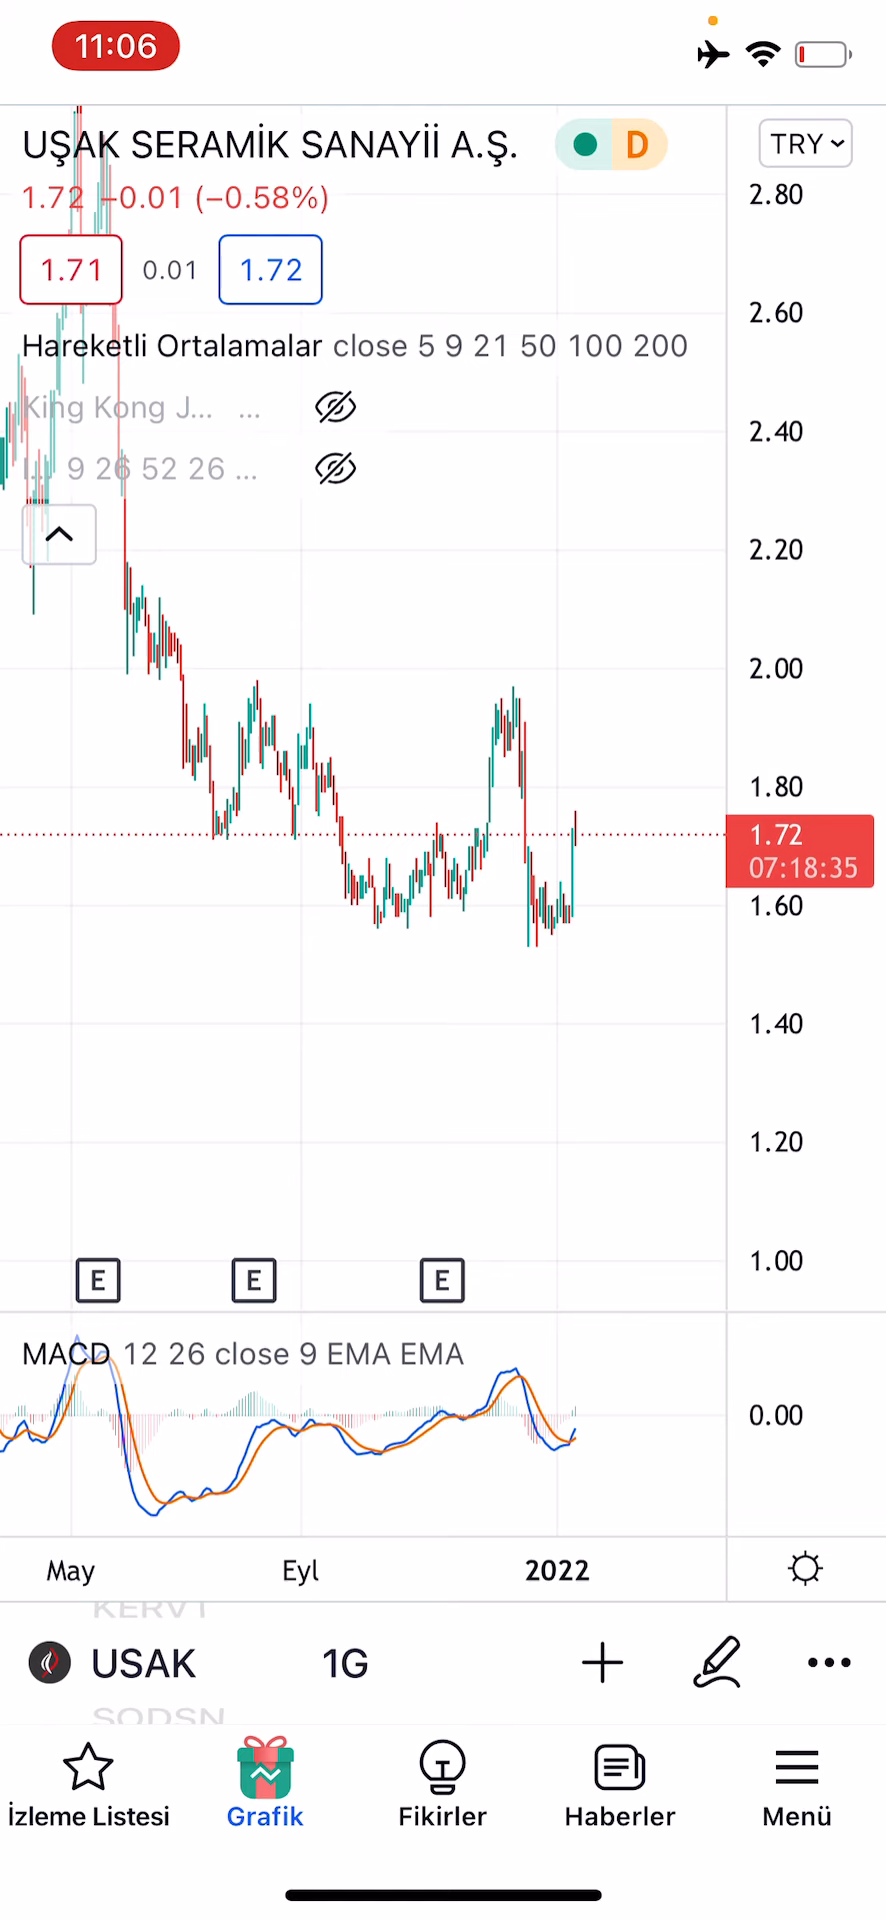 11:06
UŞAK SERAMİK SANAYİİ A.Ş. D TRY
1.72 −0.01 (−0.58%)
1.71 0.01 1.72
Hareketli Ortalamalar close 5 9 21 50 100 200
King Kong J... ...
I... 9 26 52 26 ...
2.80
2.60
2.40
2.20
2.00
1.80
1.72
07:18:35
1.60
1.40
1.20
1.00
E E E
MACD 12 26 close 9 EMA EMA
0.00
May Eyl 2022
KERVT
USAK 1G
SODSN
İzleme Listesi Grafik Fikirler Haberler Menü